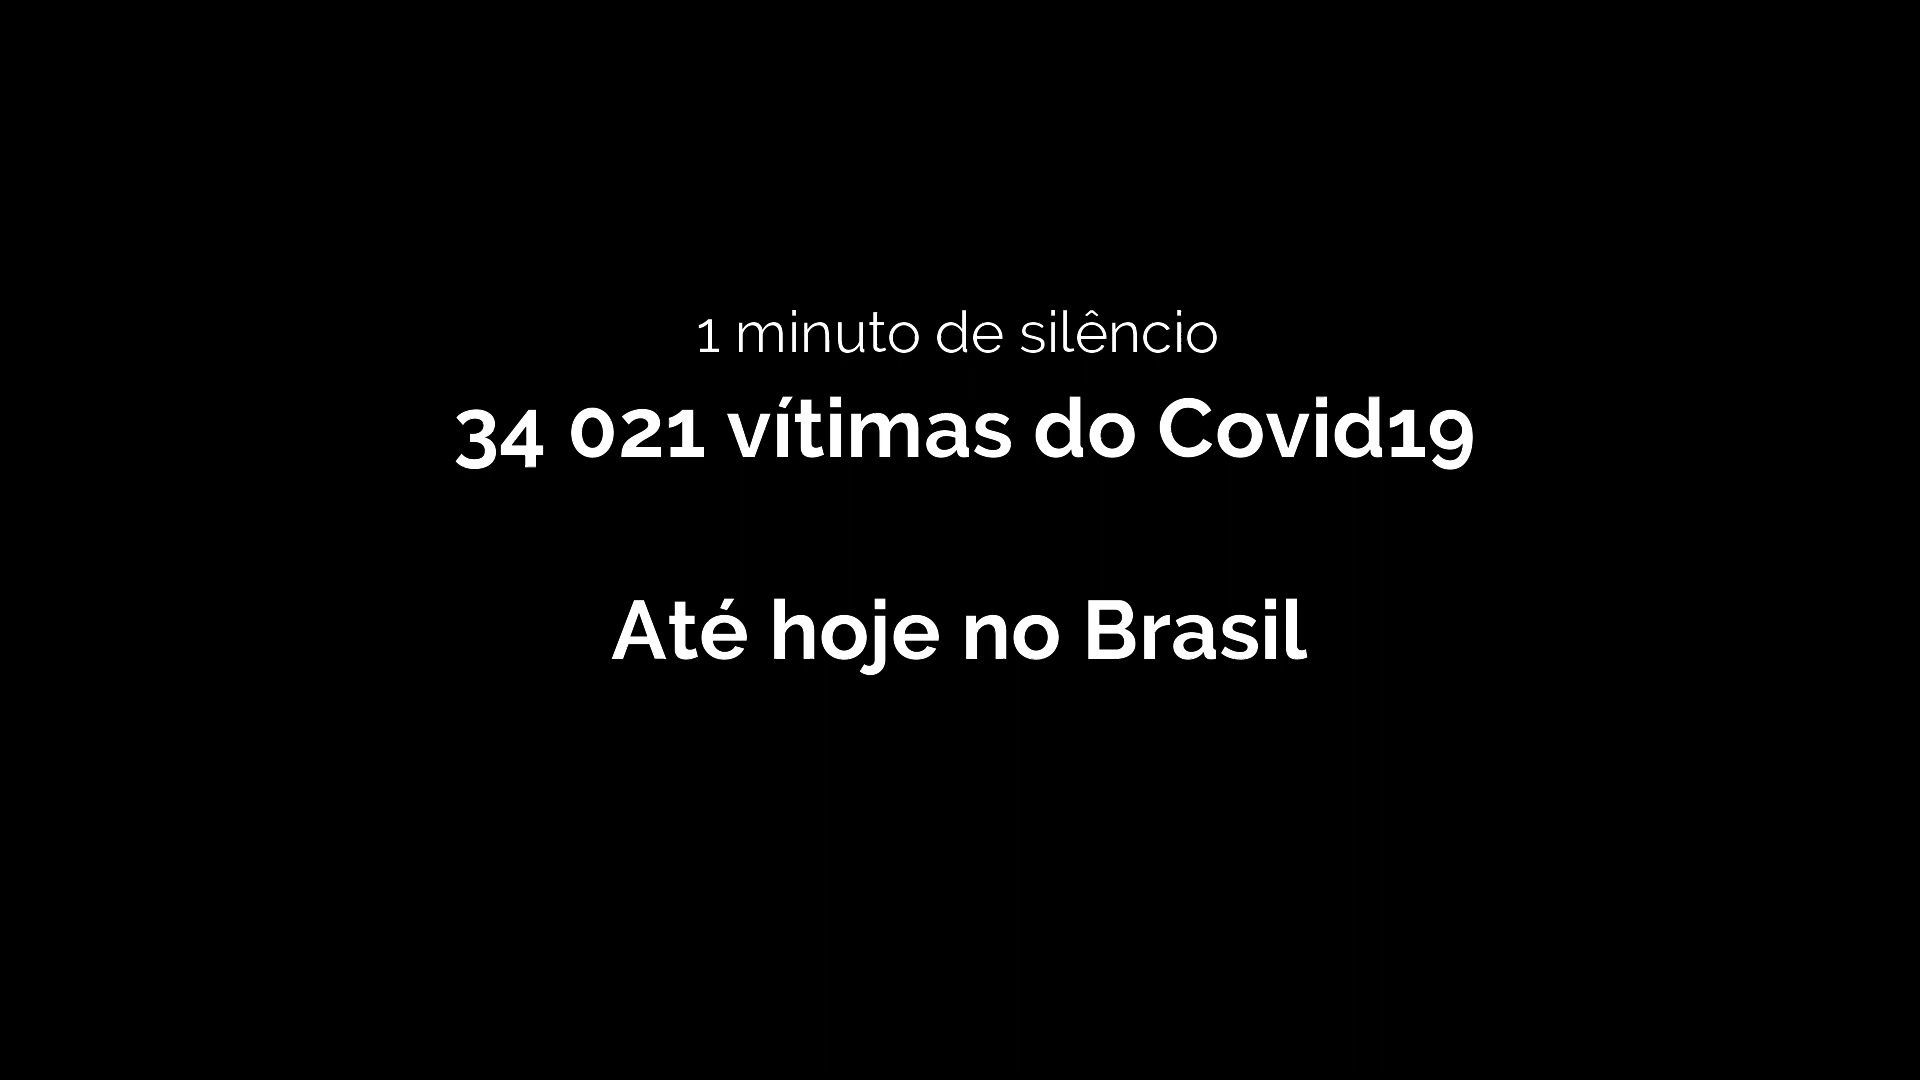 1 minuto de silêncio
34 021 vítimas do Covid19
Até hoje no Brasil